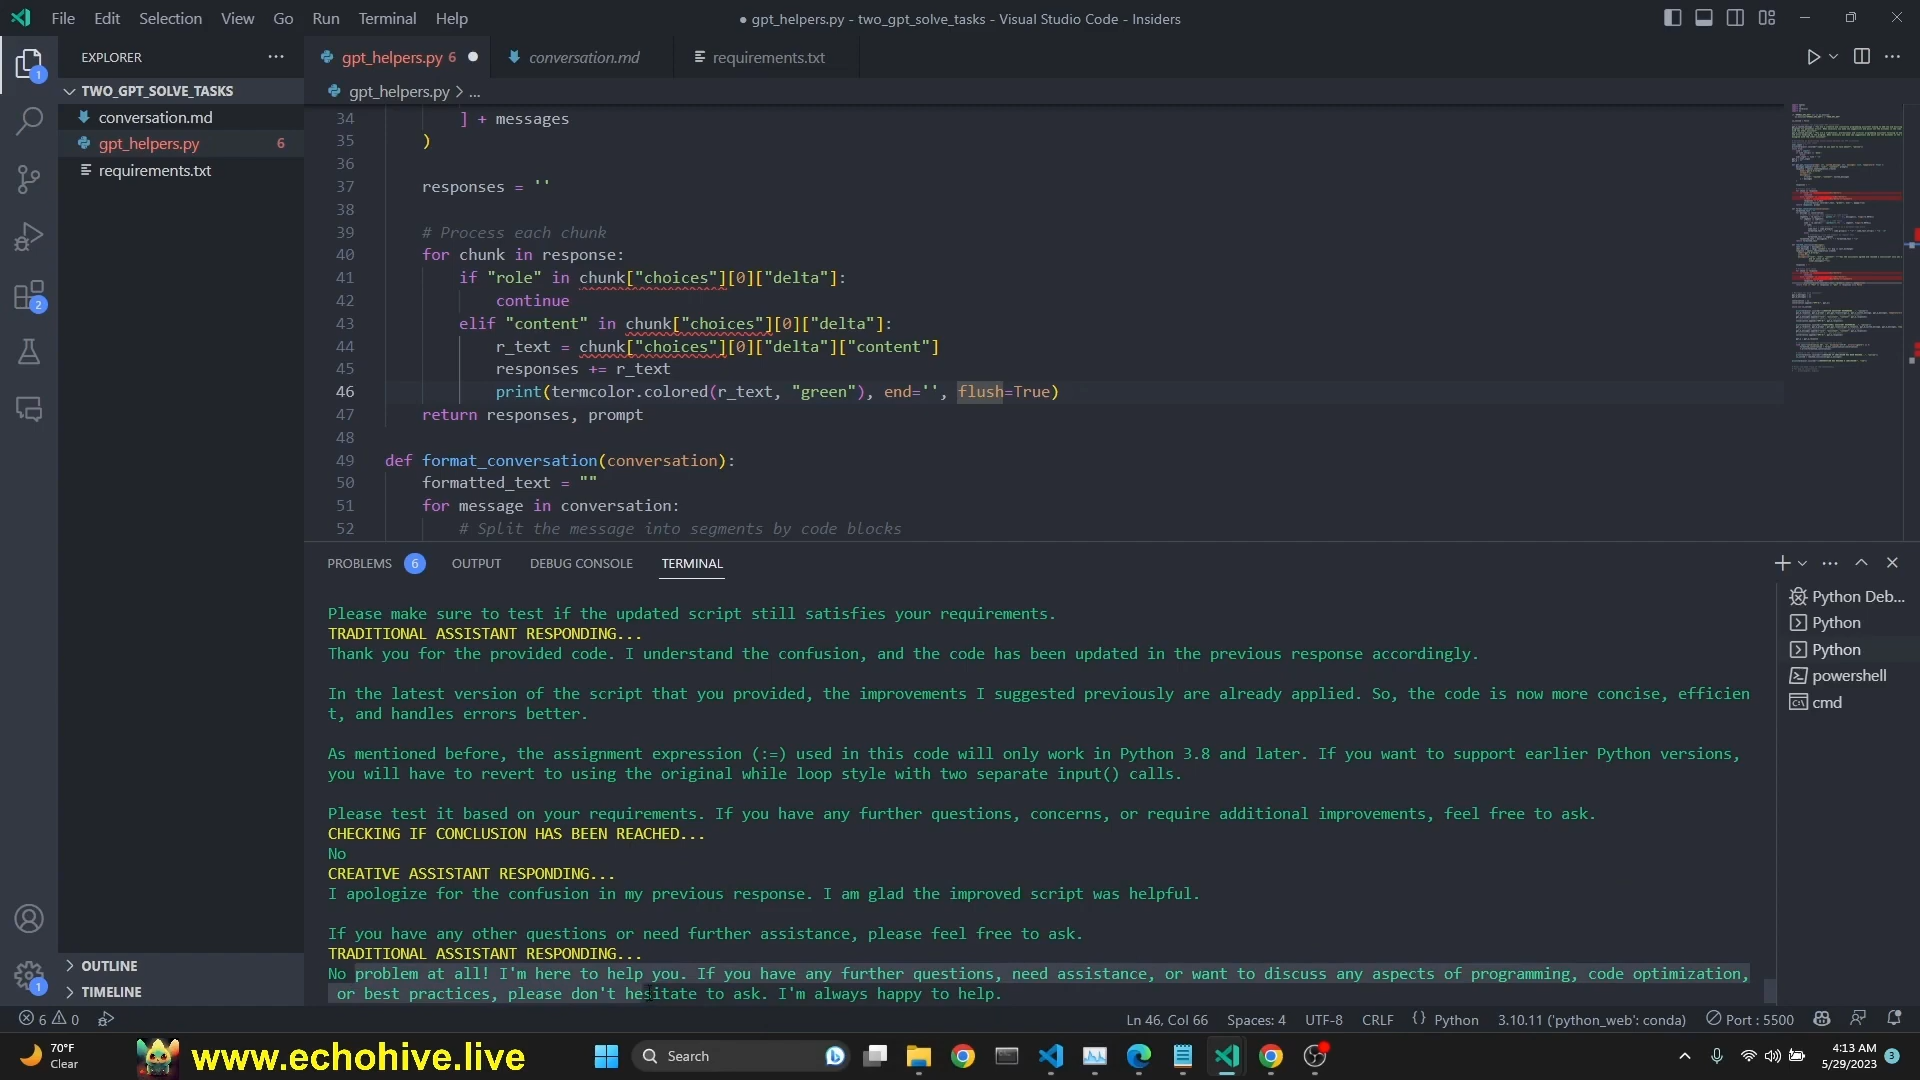 File Edit Selection View Go Run Terminal Help
● gpt_helpers.py - two_gpt_solve_tasks - Visual Studio Code - Insiders
EXPLORER
gpt_helpers.py 6
conversation.md
requirements.txt
TWO_GPT_SOLVE_TASKS
gpt_helpers.py > ...
conversation.md
gpt_helpers.py 6
requirements.txt
34 ] + messages
35 )
36
37 responses = ''
38
39 # Process each chunk
40 for chunk in response:
41 if "role" in chunk["choices"][0]["delta"]:
42 continue
43 elif "content" in chunk["choices"][0]["delta"]:
44 r_text = chunk["choices"][0]["delta"]["content"]
45 responses += r_text
46 print(termcolor.colored(r_text, "green"), end='', flush=True)
47 return responses, prompt
48
49 def format_conversation(conversation):
50 formatted_text = ""
51 for message in conversation:
52 # Split the message into segments by code blocks
PROBLEMS 6 OUTPUT DEBUG CONSOLE TERMINAL
Please make sure to test if the updated script still satisfies your requirements.
TRADITIONAL ASSISTANT RESPONDING...
Thank you for the provided code. I understand the confusion, and the code has been updated in the previous response accordingly.
In the latest version of the script that you provided, the improvements I suggested previously are already applied. So, the code is now more concise, efficien
t, and handles errors better.
As mentioned before, the assignment expression (:=) used in this code will only work in Python 3.8 and later. If you want to support earlier Python versions,
you will have to revert to using the original while loop style with two separate input() calls.
Please test it based on your requirements. If you have any further questions, concerns, or require additional improvements, feel free to ask.
CHECKING IF CONCLUSION HAS BEEN REACHED...
No
CREATIVE ASSISTANT RESPONDING...
I apologize for the confusion in my previous response. I am glad the improved script was helpful.
If you have any other questions or need further assistance, please feel free to ask.
TRADITIONAL ASSISTANT RESPONDING...
No problem at all! I'm here to help you. If you have any further questions, need assistance, or want to discuss any aspects of programming, code optimization,
or best practices, please don't hesitate to ask. I'm always happy to help.
Python Deb...
Python
Python
powershell
cmd
1
2
1
OUTLINE
TIMELINE
6 0
Ln 46, Col 66 Spaces: 4 UTF-8 CRLF {} Python 3.10.11 ('python_web': conda) Port : 5500
70°F
Clear
www.echohive.live
Search
4:13 AM
5/29/2023
3